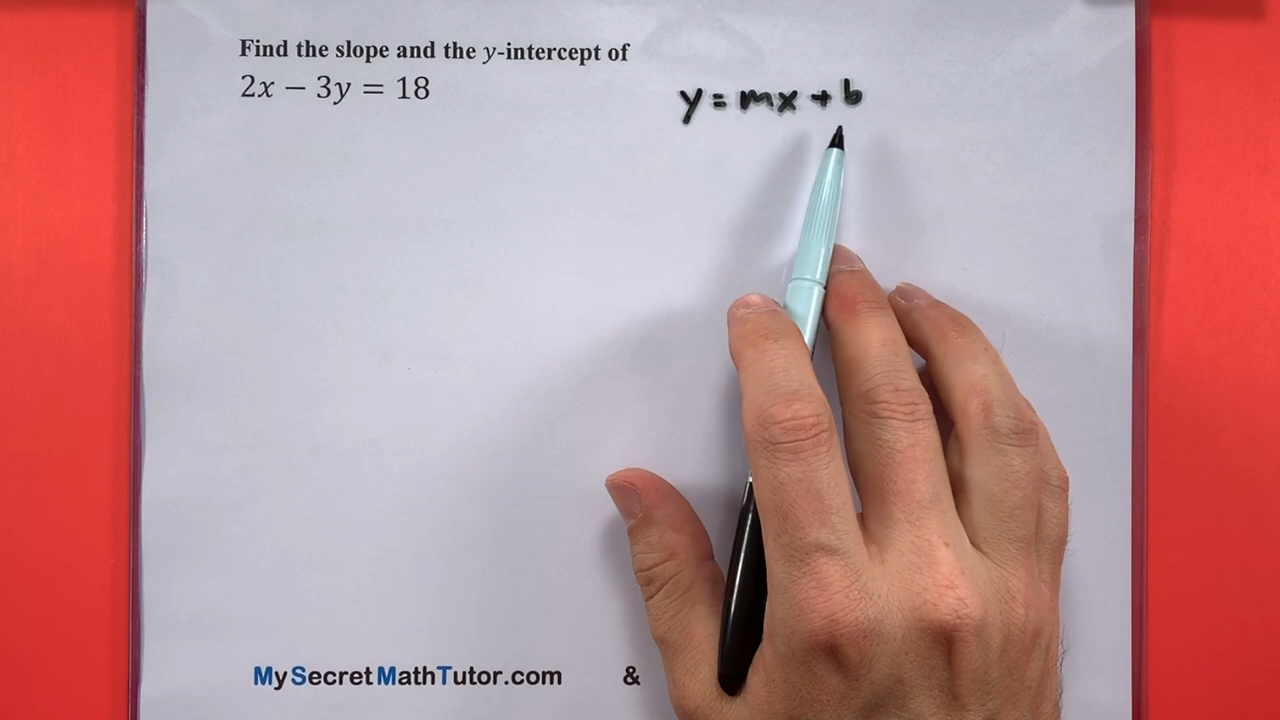 Find the slope and the y-intercept of
2x − 3y = 18
y = mx + b
MySecretMathTutor.com &